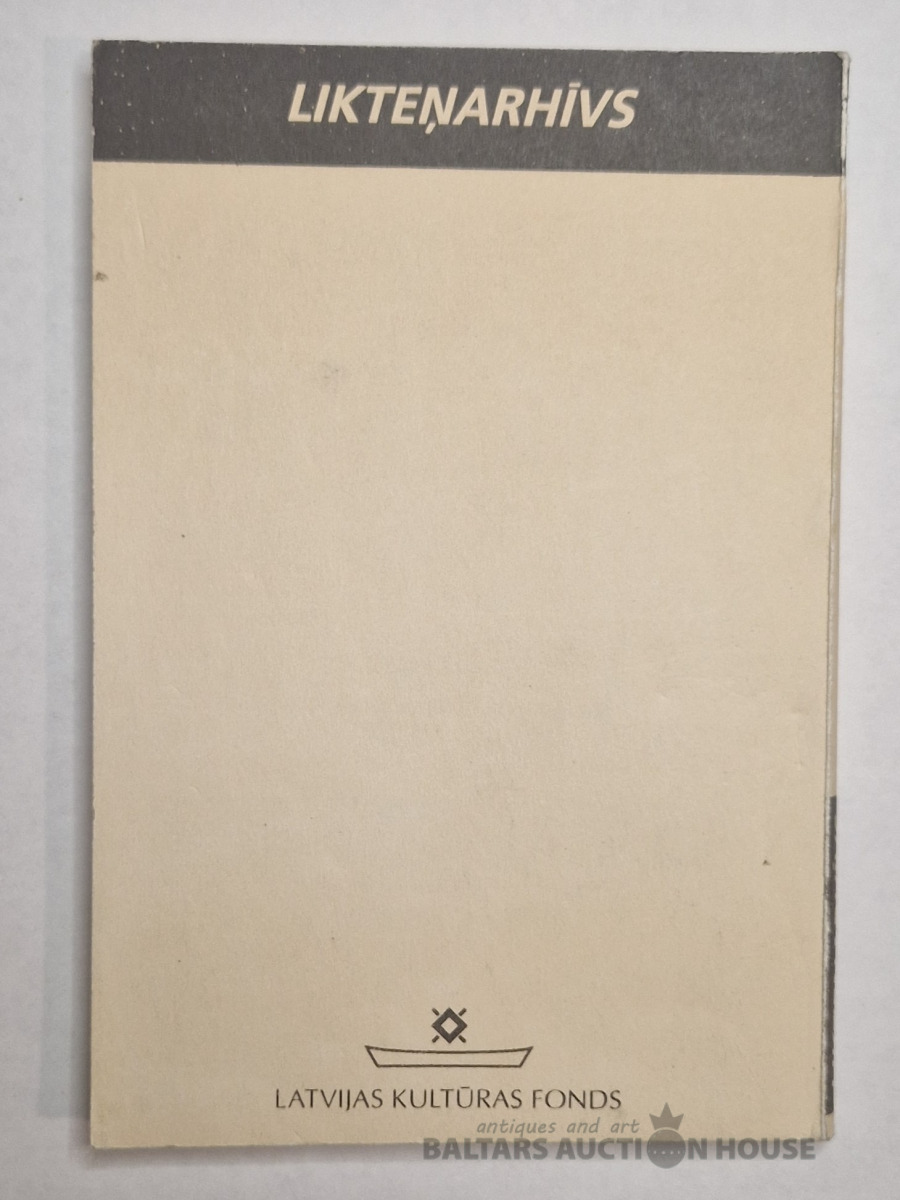 LIKTEŅARHĪVS
LATVIJAS KULTŪRAS FONDS
antiques and art
BALTARS AUCTION HOUSE